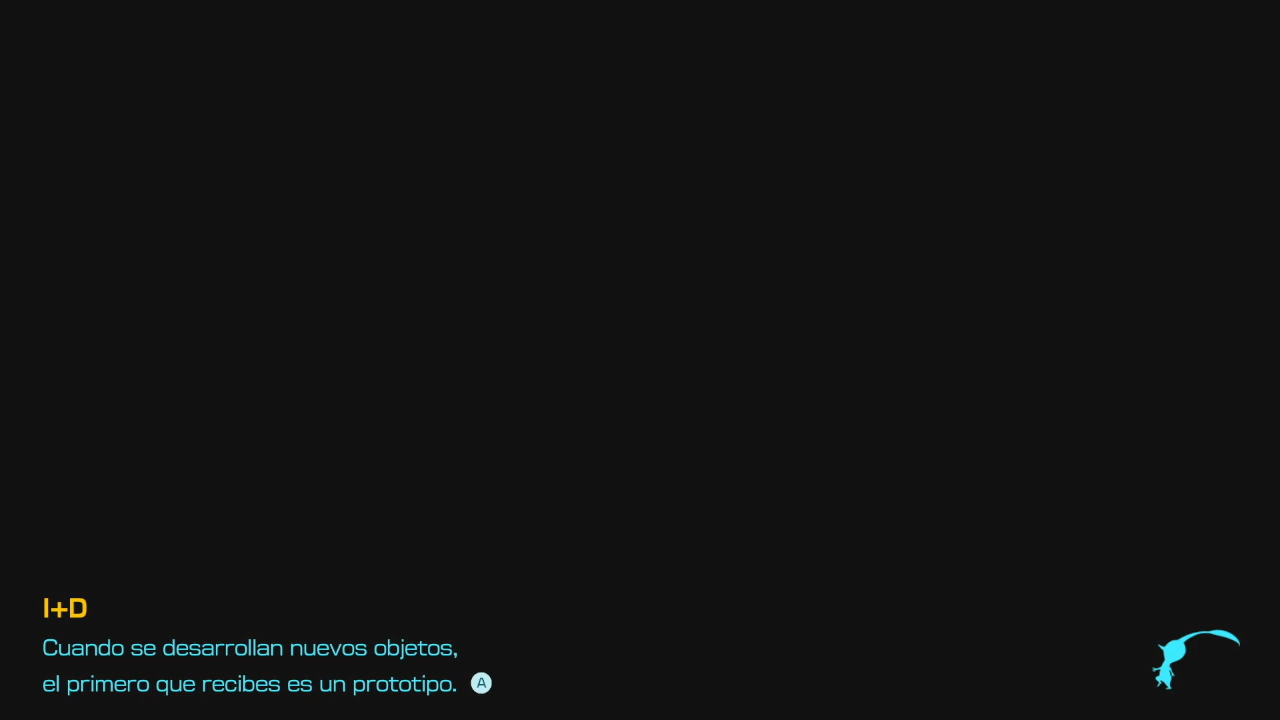 I+D
Cuando se desarrollan nuevos objetos,
el primero que recibes es un prototipo. A